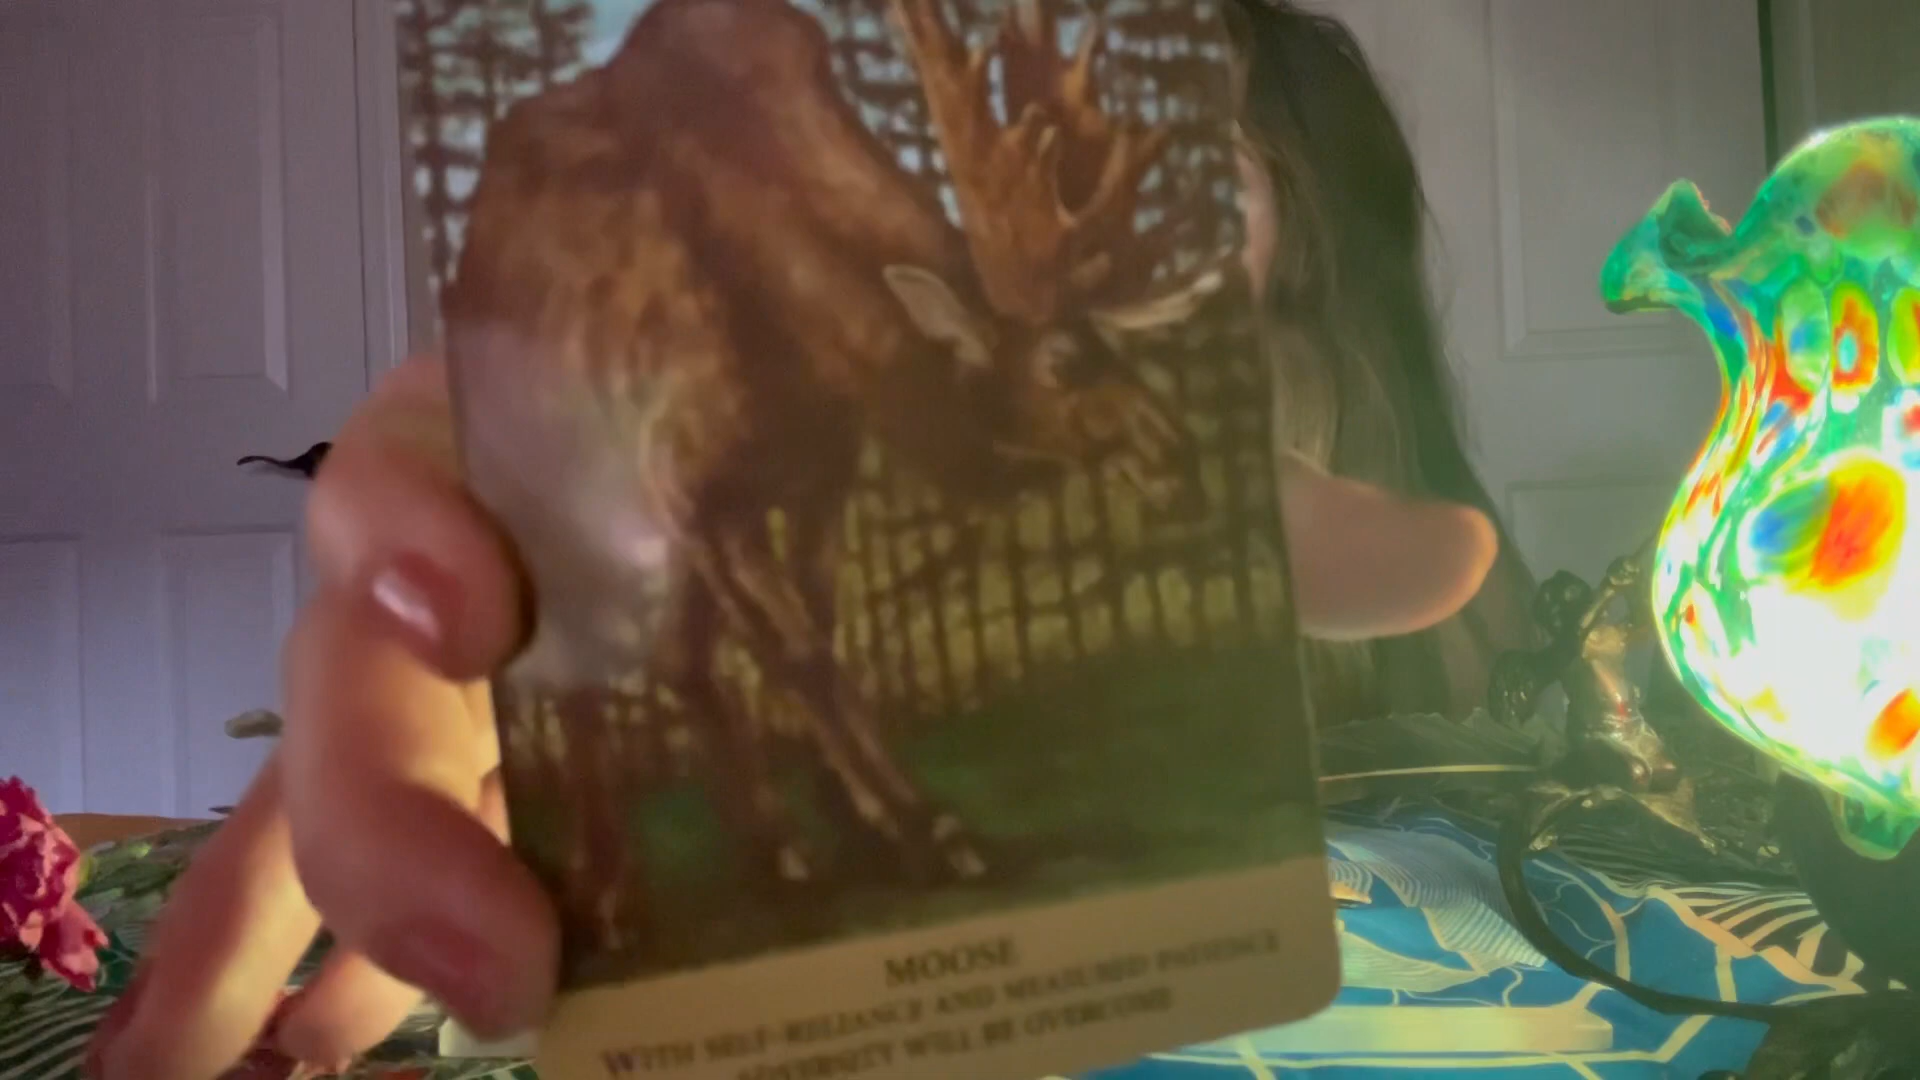 MOOSE
WITH SELF-RELIANCE AND MEASURED PATIENCE
ADVERSITY WILL BE OVERCOME